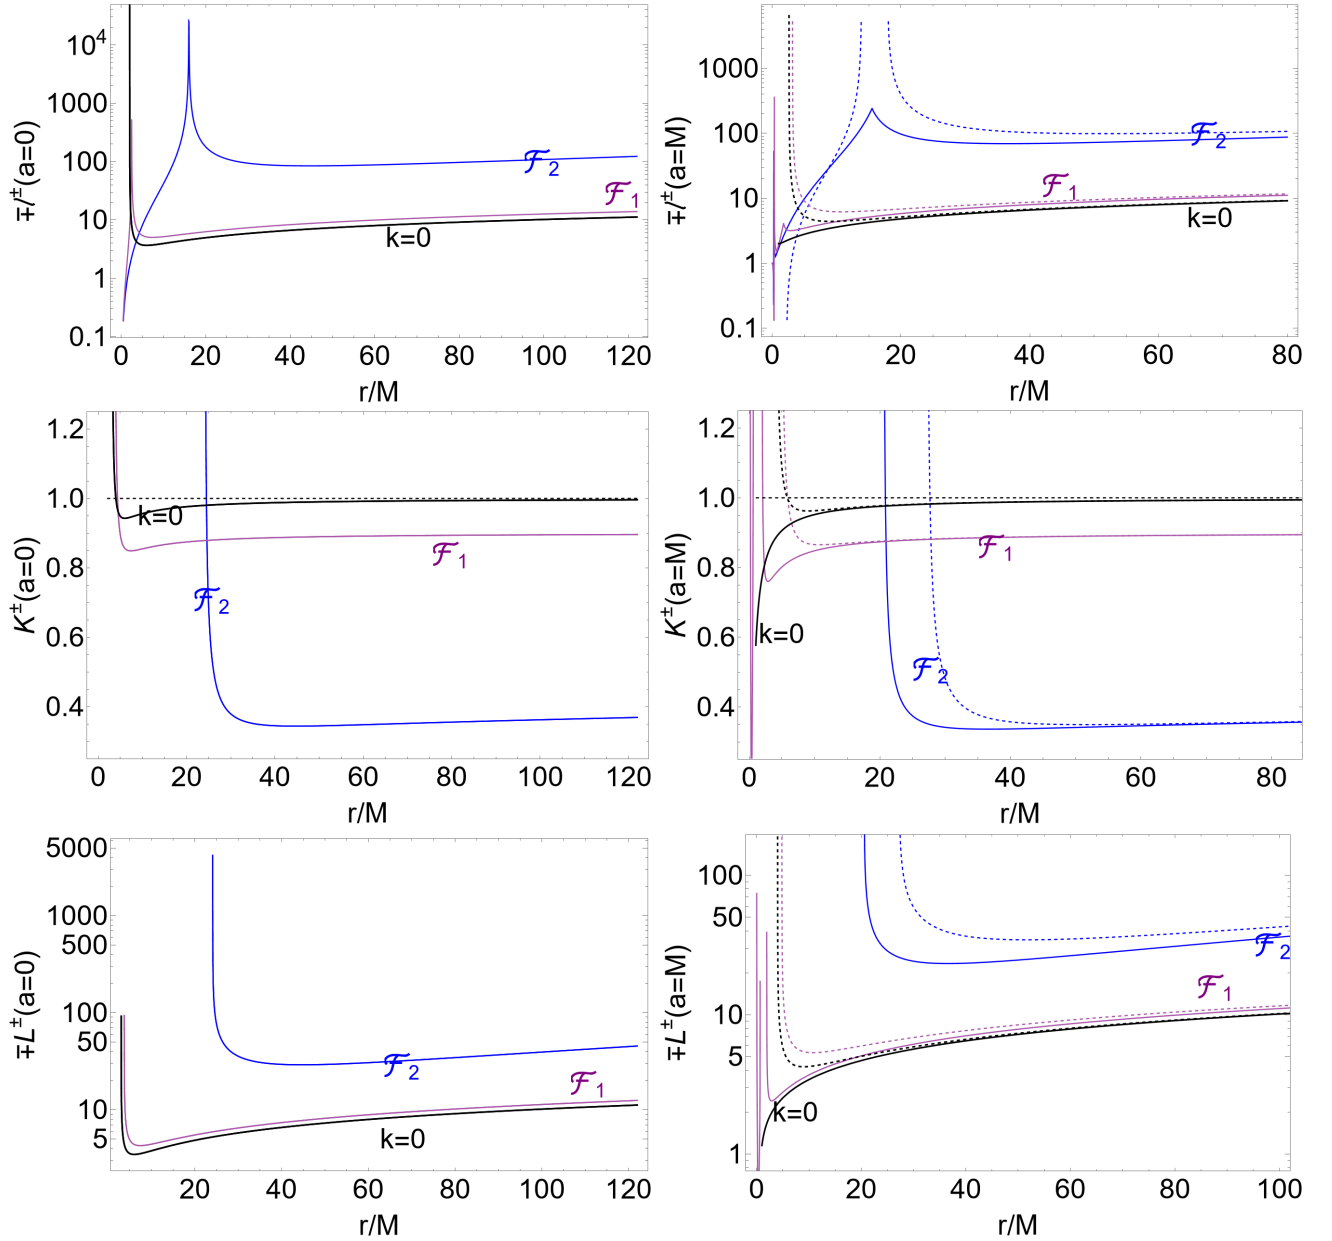 ∓l±(a=0)
10⁴
1000
100
10
1
0.1
ℱ₂
ℱ₁
k=0
0 20 40 60 80 100 120
r/M
∓l±(a=M)
1000
100
10
1
0.1
ℱ₂
ℱ₁
k=0
0 20 40 60 80
r/M
K±(a=0)
1.2
1.0
0.8
0.6
0.4
k=0
ℱ₁
ℱ₂
0 20 40 60 80 100 120
r/M
K±(a=M)
1.2
1.0
0.8
0.6
0.4
ℱ₁
k=0
ℱ₂
0 20 40 60 80
r/M
∓L±(a=0)
5000
1000
500
100
50
10
5
ℱ₂
ℱ₁
k=0
20 40 60 80 100 120
r/M
∓L±(a=M)
100
50
10
5
1
ℱ₂
ℱ₁
k=0
0 20 40 60 80 100
r/M